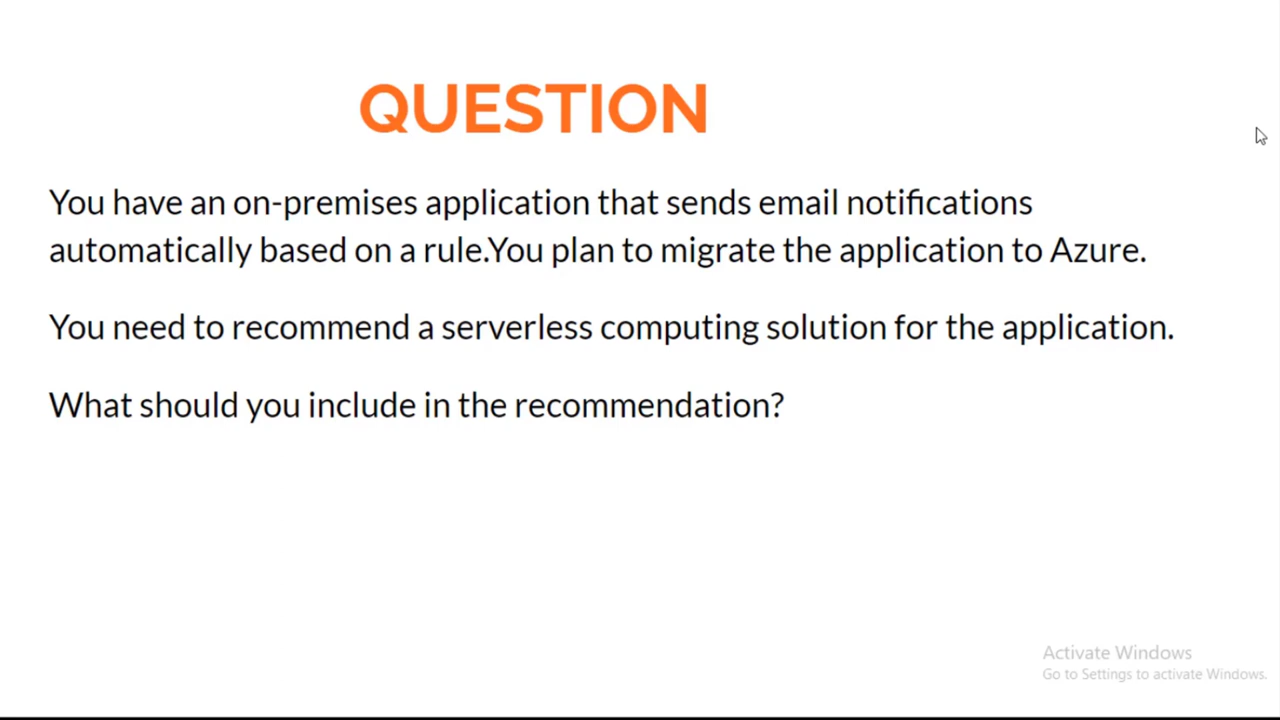 QUESTION
You have an on-premises application that sends email notifications
automatically based on a rule.You plan to migrate the application to Azure.
You need to recommend a serverless computing solution for the application.
What should you include in the recommendation?
Activate Windows
Go to Settings to activate Windows.